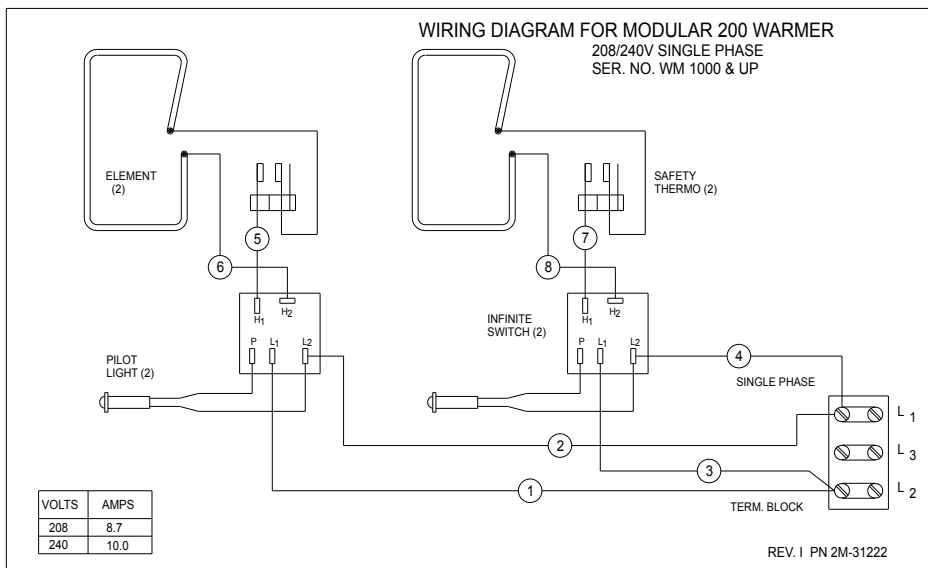 WIRING DIAGRAM FOR MODULAR 200 WARMER
208/240V SINGLE PHASE
SER. NO. WM 1000 & UP
ELEMENT
(2)
SAFETY
THERMO (2)
5
7
6
8
H1
H2
H1
H2
INFINITE
SWITCH (2)
P
L1
L2
P
L1
L2
PILOT
LIGHT (2)
4
SINGLE PHASE
L 1
2
L 3
3
1
L 2
TERM. BLOCK
VOLTS AMPS
208 8.7
240 10.0
REV. I PN 2M-31222